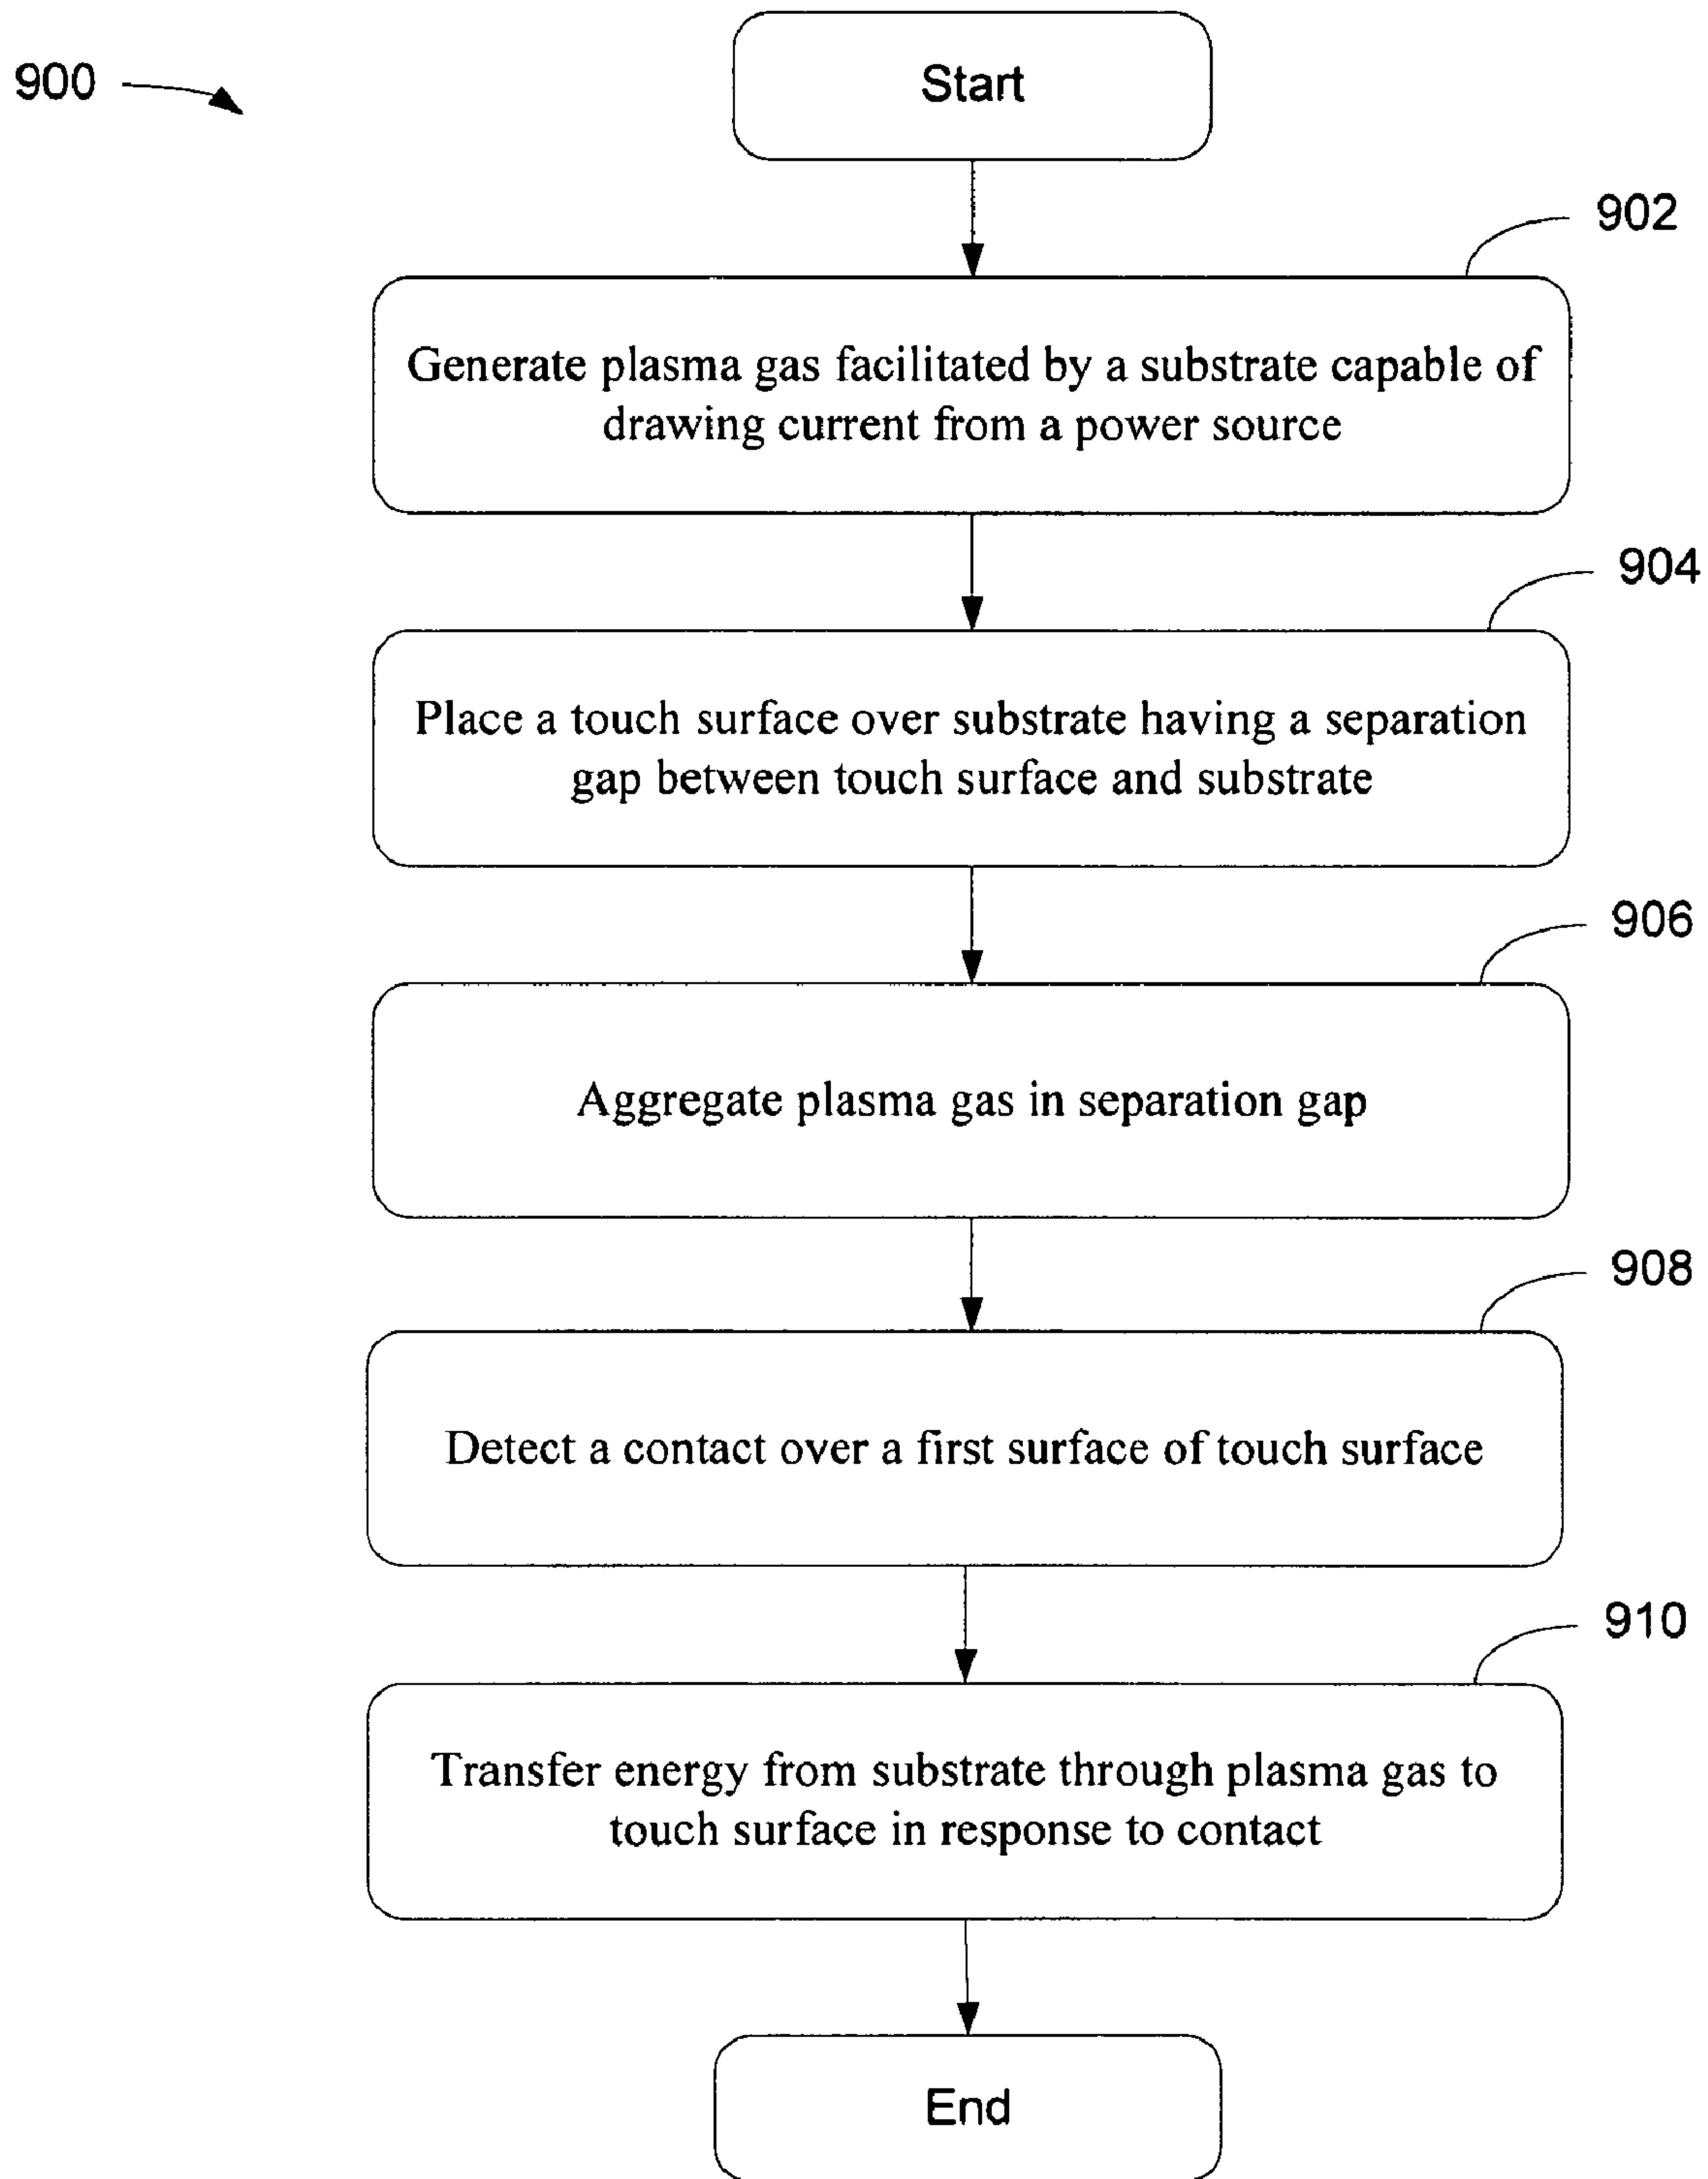 900
Start
902
Generate plasma gas facilitated by a substrate capable of
drawing current from a power source
904
Place a touch surface over substrate having a separation
gap between touch surface and substrate
906
Aggregate plasma gas in separation gap
908
Detect a contact over a first surface of touch surface
910
Transfer energy from substrate through plasma gas to
touch surface in response to contact
End